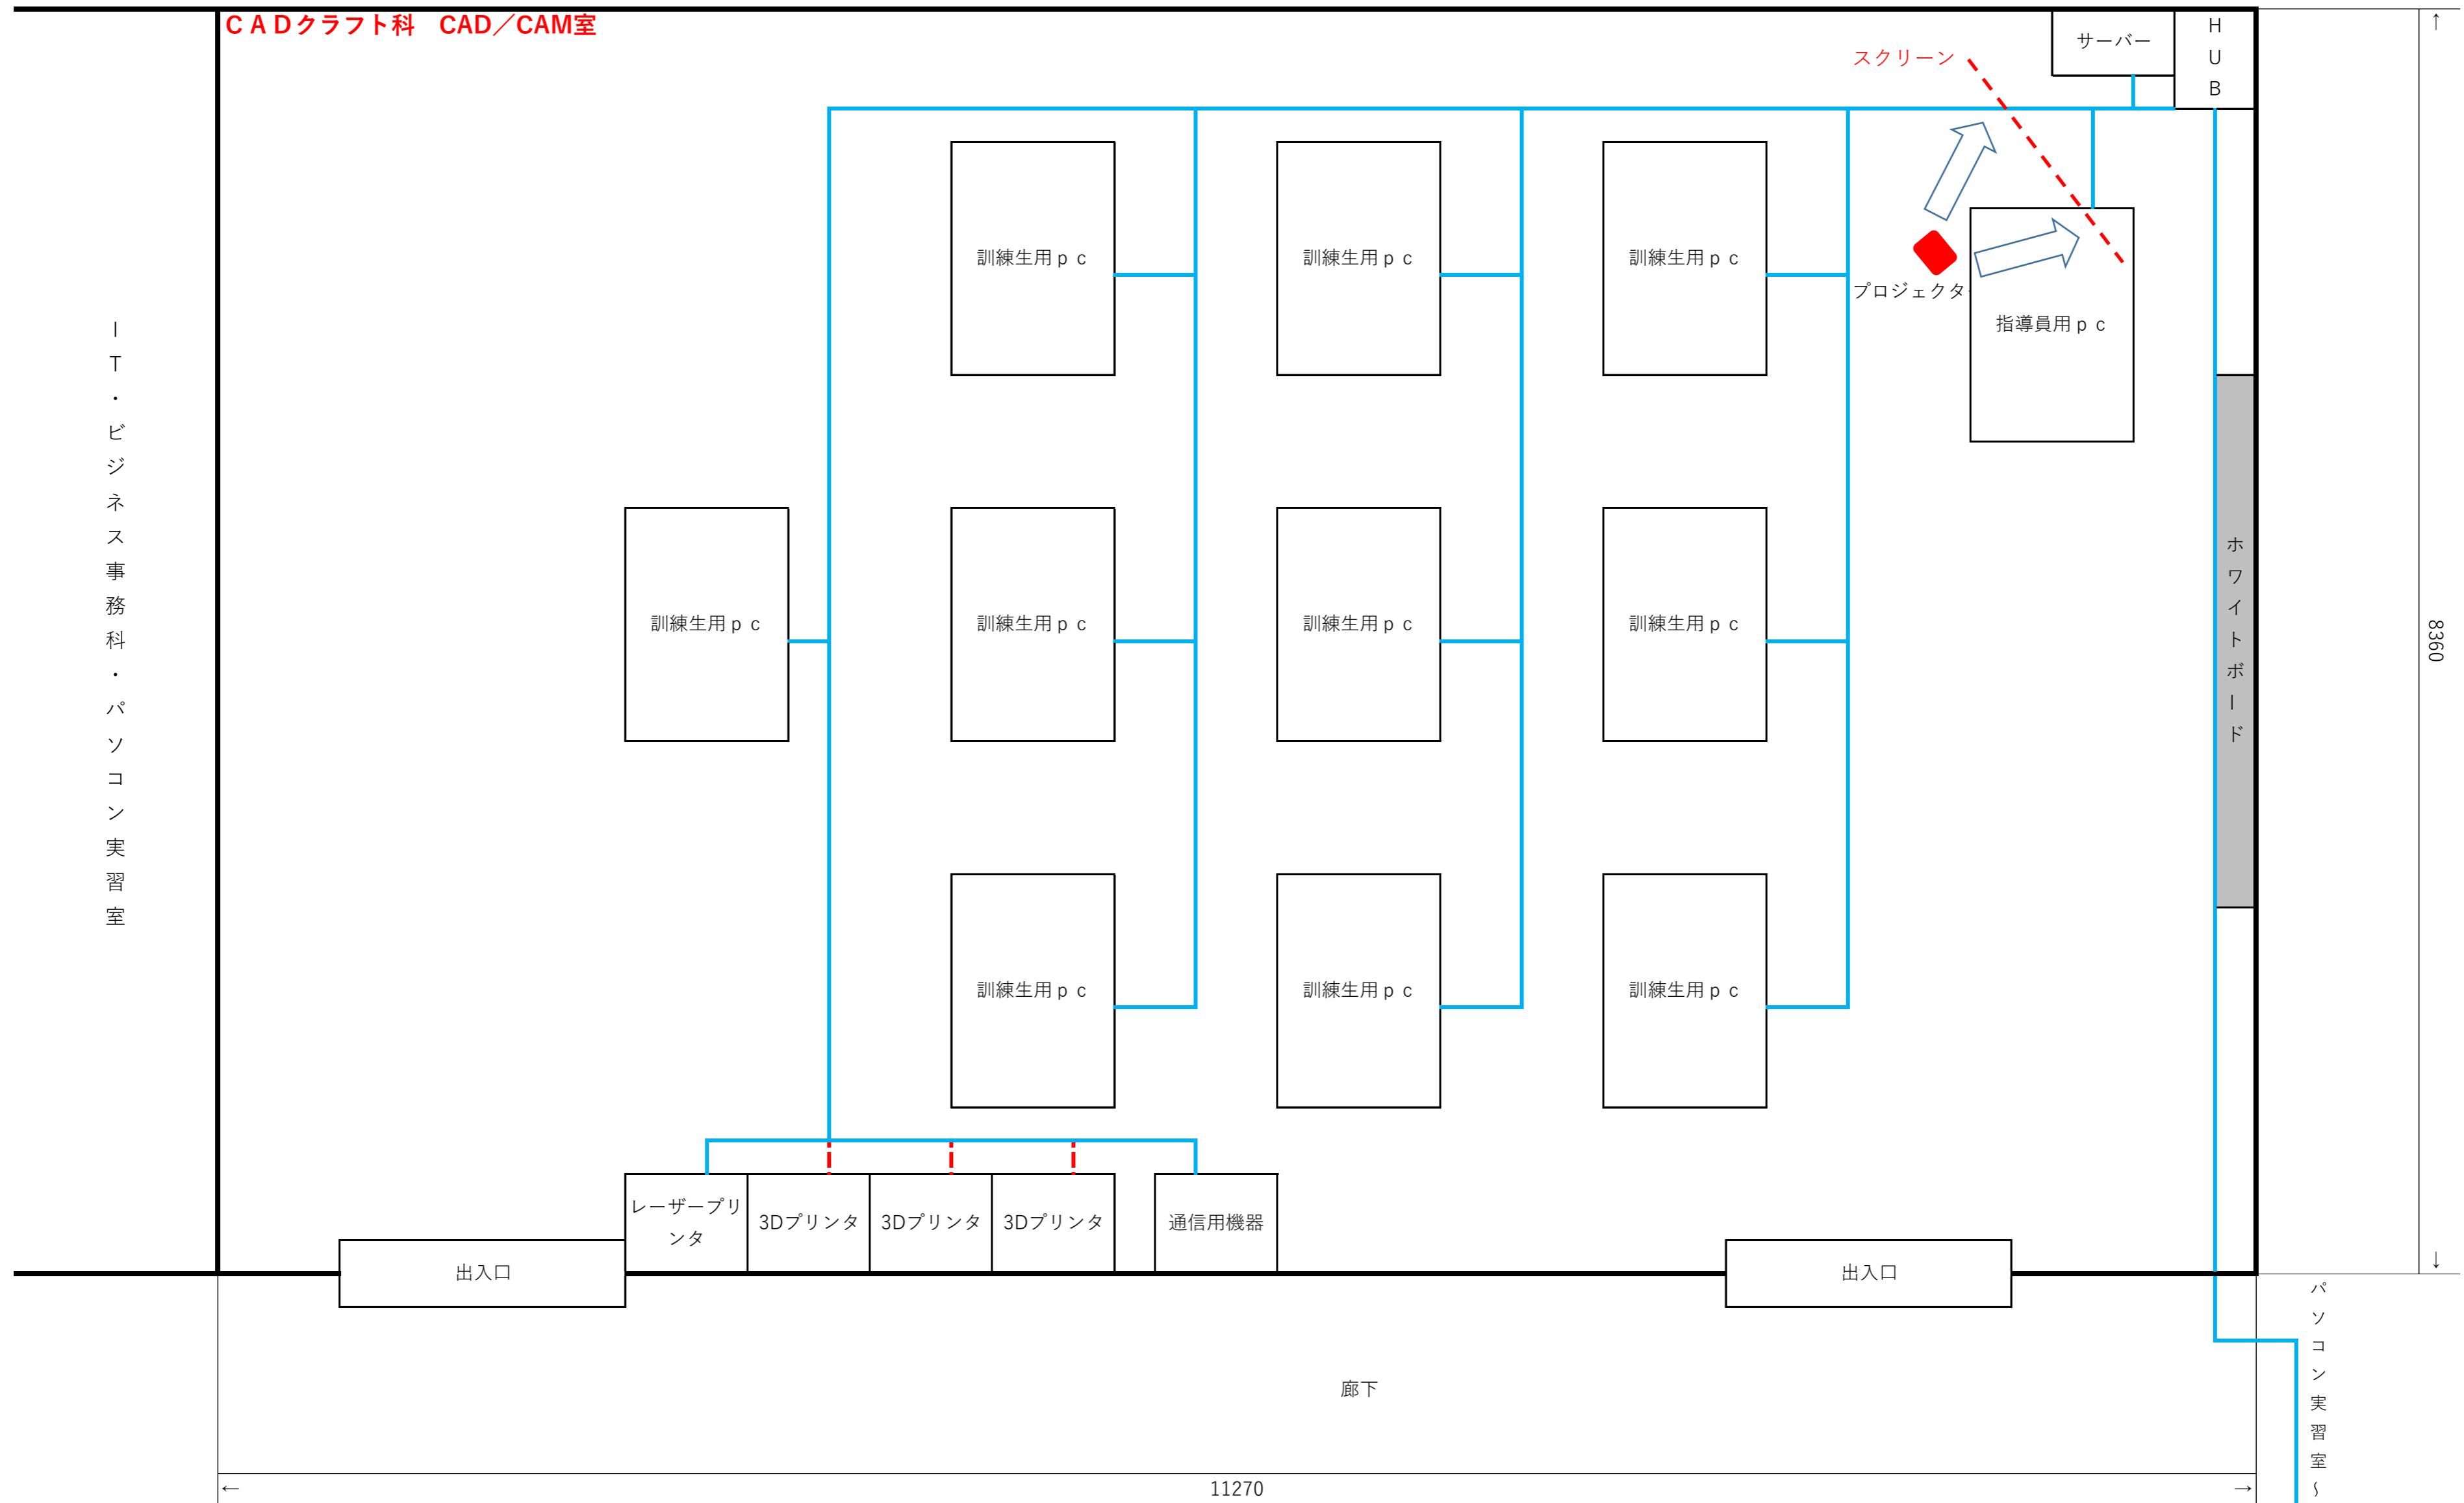 ＣＡＤクラフト科　CAD／CAM室
サーバー
HUB
スクリーン
↑
訓練生用ｐｃ
訓練生用ｐｃ
訓練生用ｐｃ
プロジェクター
指導員用ｐｃ
IT・ビジネス事務科・パソコン実習室
訓練生用ｐｃ
訓練生用ｐｃ
訓練生用ｐｃ
訓練生用ｐｃ
ホワイトボード
8360
訓練生用ｐｃ
訓練生用ｐｃ
訓練生用ｐｃ
レーザープリ
ンタ
3Dプリンタ
3Dプリンタ
3Dプリンタ
通信用機器
出入口
出入口
↓
パソコン実習室～
廊下
←
11270
→